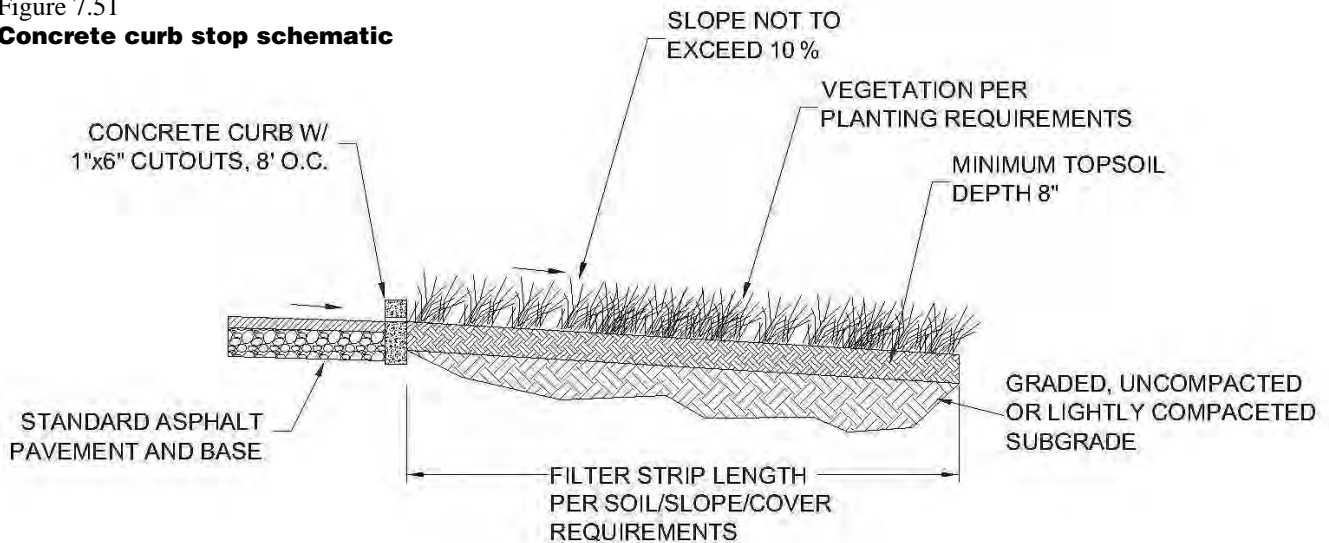 Figure 7.51
Concrete curb stop schematic
SLOPE NOT TO
EXCEED 10 %
VEGETATION PER
PLANTING REQUIREMENTS
CONCRETE CURB W/
1"x6" CUTOUTS, 8' O.C.
MINIMUM TOPSOIL
DEPTH 8"
STANDARD ASPHALT
PAVEMENT AND BASE
GRADED, UNCOMPACTED
OR LIGHTLY COMPACETED
SUBGRADE
FILTER STRIP LENGTH
PER SOIL/SLOPE/COVER
REQUIREMENTS